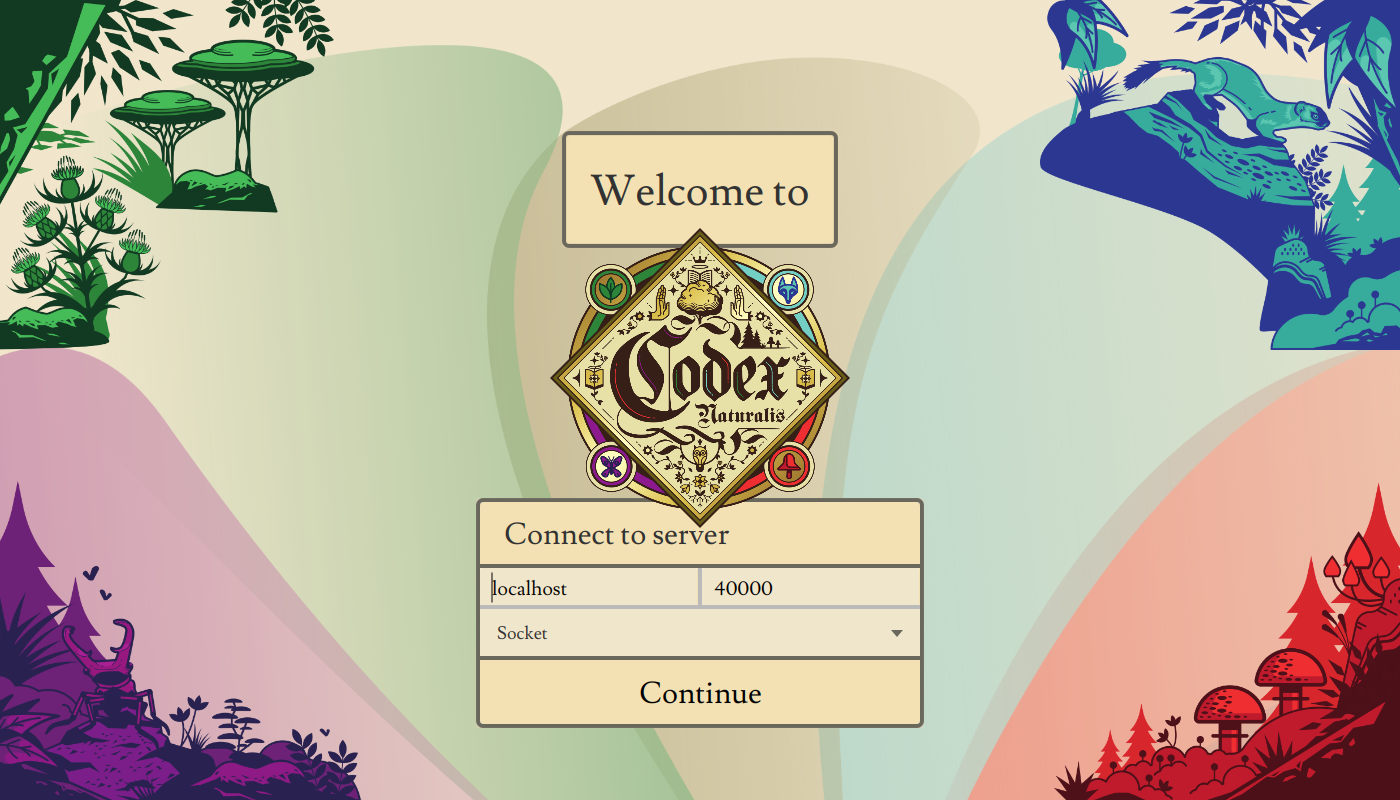 Welcome to
Codex
Naturalis
Connect to server
localhost
40000
Socket
Continue